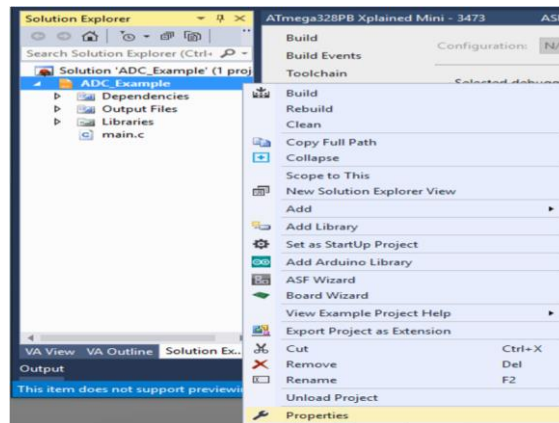 Solution Explorer
ATmega328PB Xplained Mini - 3473
Search Solution Explorer (Ctrl+
Build
Configuration:
Build Events
Toolchain
Solution 'ADC_Example' (1 proj
ADC_Example
Dependencies
Output Files
Libraries
main.c
Build
Rebuild
Clean
Copy Full Path
Collapse
Scope to This
New Solution Explorer View
Add
Add Library
Set as StartUp Project
Add Arduino Library
ASF Wizard
Board Wizard
View Example Project Help
Export Project as Extension
Cut Ctrl+X
Remove Del
Rename F2
Unload Project
Properties
VA View VA Outline Solution Ex...
Output
This item does not support previewi